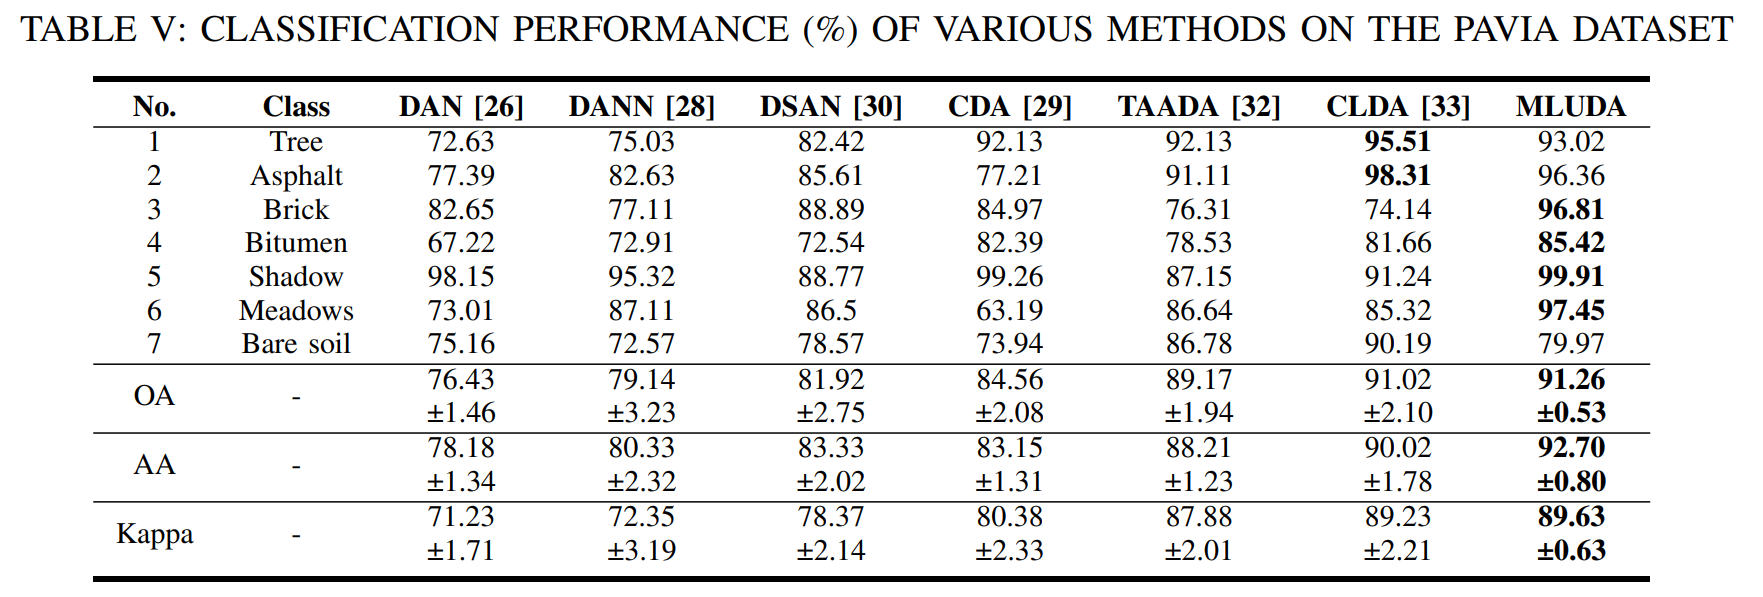 TABLE V: CLASSIFICATION PERFORMANCE (%) OF VARIOUS METHODS ON THE PAVIA DATASET
No. Class DAN [26] DANN [28] DSAN [30] CDA [29] TAADA [32] CLDA [33] MLUDA
1 Tree 72.63 75.03 82.42 92.13 92.13 95.51 93.02
2 Asphalt 77.39 82.63 85.61 77.21 91.11 98.31 96.36
3 Brick 82.65 77.11 88.89 84.97 76.31 74.14 96.81
4 Bitumen 67.22 72.91 72.54 82.39 78.53 81.66 85.42
5 Shadow 98.15 95.32 88.77 99.26 87.15 91.24 99.91
6 Meadows 73.01 87.11 86.5 63.19 86.64 85.32 97.45
7 Bare soil 75.16 72.57 78.57 73.94 86.78 90.19 79.97
OA - 76.43 79.14 81.92 84.56 89.17 91.02 91.26
±1.46 ±3.23 ±2.75 ±2.08 ±1.94 ±2.10 ±0.53
AA - 78.18 80.33 83.33 83.15 88.21 90.02 92.70
±1.34 ±2.32 ±2.02 ±1.31 ±1.23 ±1.78 ±0.80
Kappa - 71.23 72.35 78.37 80.38 87.88 89.23 89.63
±1.71 ±3.19 ±2.14 ±2.33 ±2.01 ±2.21 ±0.63